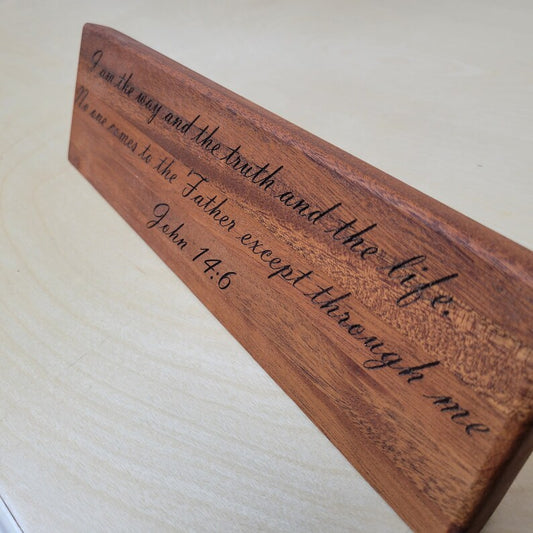 I am the way and the truth and the life.
No one comes to the Father except through me
John 14:6